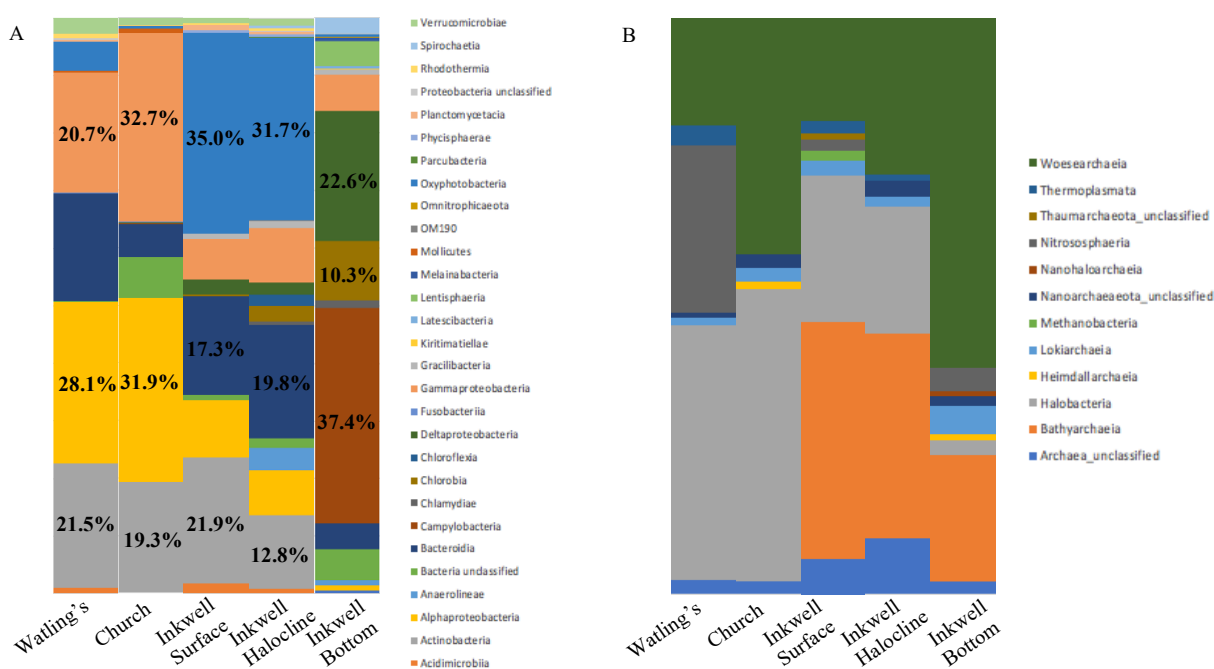 A
20.7%
28.1%
21.5%
32.7%
31.9%
19.3%
35.0%
17.3%
21.9%
31.7%
19.8%
12.8%
22.6%
10.3%
37.4%
Watling's
Church
Inkwell
Surface
Inkwell
Halocline
Inkwell
Bottom
Verrucomicrobiae
Spirochaetia
Rhodothermia
Proteobacteria unclassified
Planctomycetacia
Phycisphaerae
Parcubacteria
Oxyphotobacteria
Omnitrophicaeota
OM190
Mollicutes
Melainabacteria
Lentisphaeria
Latescibacteria
Kiritimatiellae
Gracilibacteria
Gammaproteobacteria
Fusobacteriia
Deltaproteobacteria
Chloroflexia
Chlorobia
Chlamydiae
Campylobacteria
Bacteroidia
Bacteria unclassified
Anaerolineae
Alphaproteobacteria
Actinobacteria
Acidimicrobiia
B
Watling's
Church
Inkwell
Surface
Inkwell
Halocline
Inkwell
Bottom
Woesearchaeia
Thermoplasmata
Thaumarchaeota_unclassified
Nitrososphaeria
Nanohaloarchaeia
Nanoarchaeaeota_unclassified
Methanobacteria
Lokiarchaeia
Heimdallarchaeia
Halobacteria
Bathyarchaeia
Archaea_unclassified